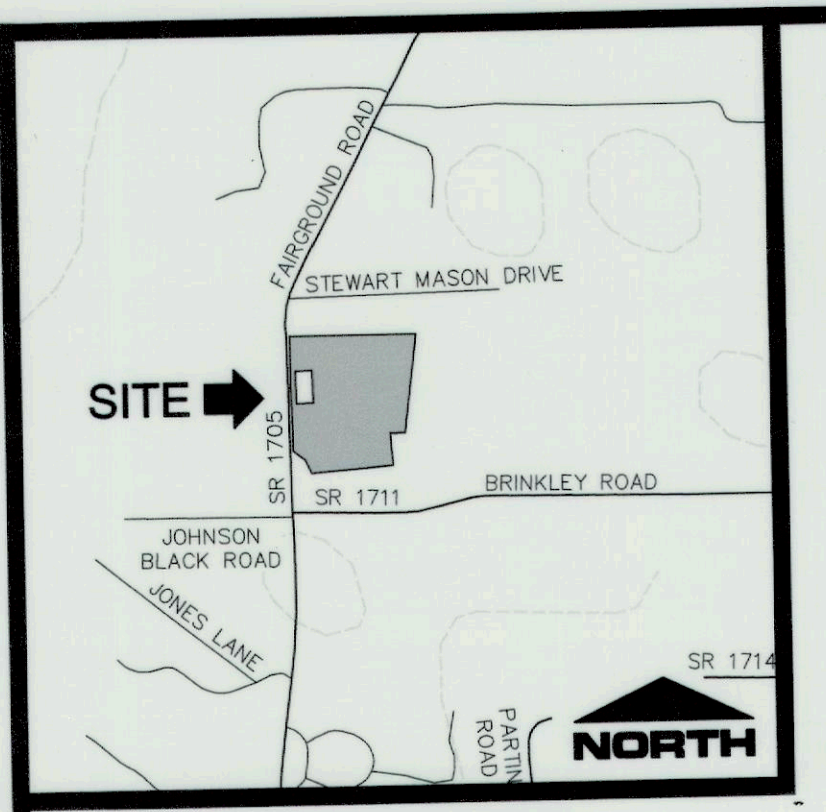 FAIRGROUND ROAD
STEWART MASON DRIVE
SITE
SR 1705
SR 1711
BRINKLEY ROAD
JOHNSON
BLACK ROAD
JONES LANE
SR 1714
PARTIN
ROAD
NORTH